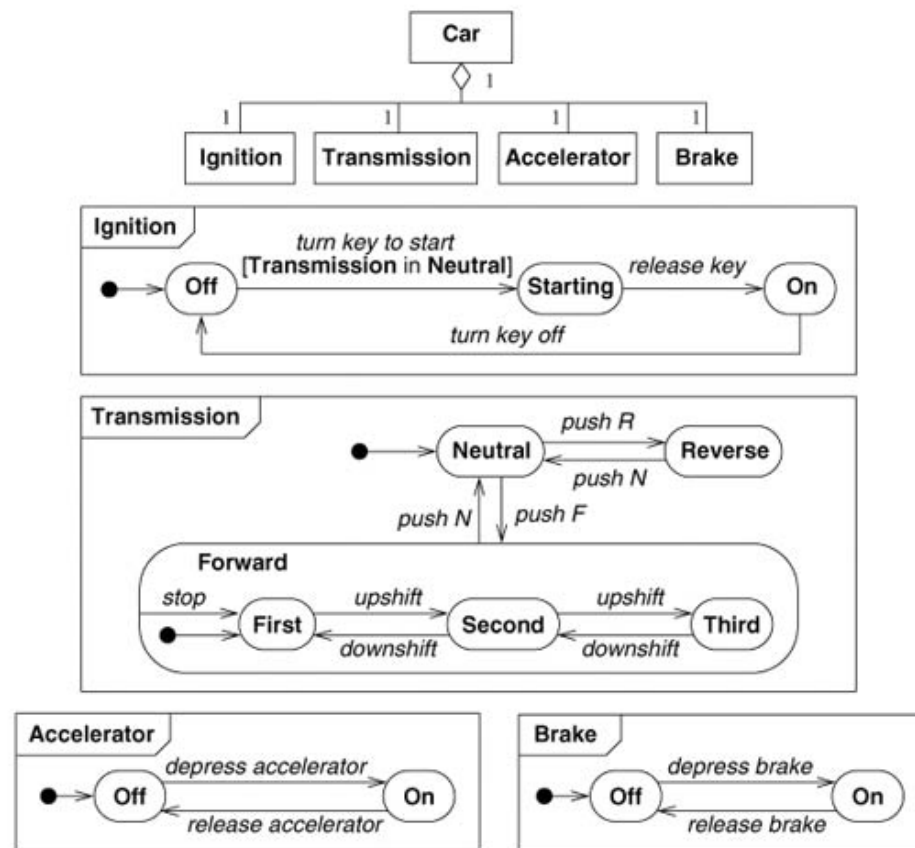 Car
1
1 1 1 1
Ignition Transmission Accelerator Brake
Ignition
turn key to start
[Transmission in Neutral]
release key
Off Starting On
turn key off
Transmission
push R
Neutral Reverse
push N
push N push F
Forward
stop upshift upshift
First Second Third
downshift downshift
Accelerator
depress accelerator
Off On
release accelerator
Brake
depress brake
Off On
release brake